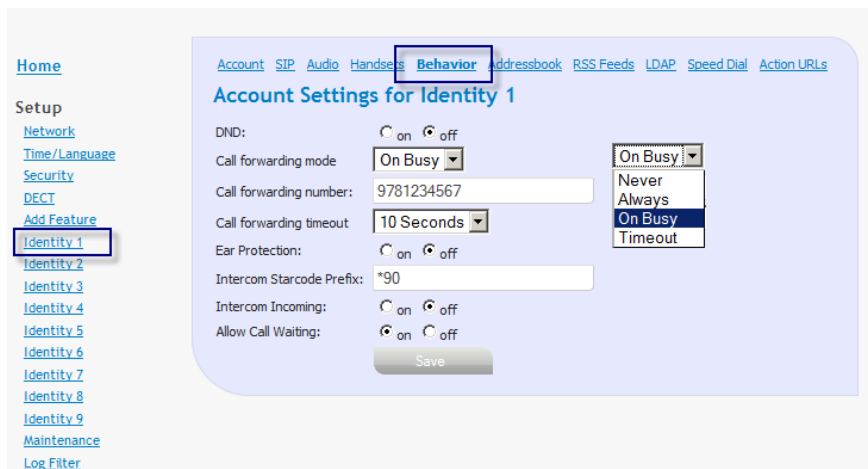 Home
Setup
Network
Time/Language
Security
DECT
Add Feature
Identity 1
Identity 2
Identity 3
Identity 4
Identity 5
Identity 6
Identity 7
Identity 8
Identity 9
Maintenance
Log Filter
Account SIP Audio Handsets Behavior Addressbook RSS Feeds LDAP Speed Dial Action URLs
Account Settings for Identity 1
DND: on off
Call forwarding mode On Busy
Call forwarding number: 9781234567
Call forwarding timeout 10 Seconds
Ear Protection: on off
Intercom Starcode Prefix: *90
Intercom Incoming: on off
Allow Call Waiting: on off
Save
On Busy
Never
Always
On Busy
Timeout